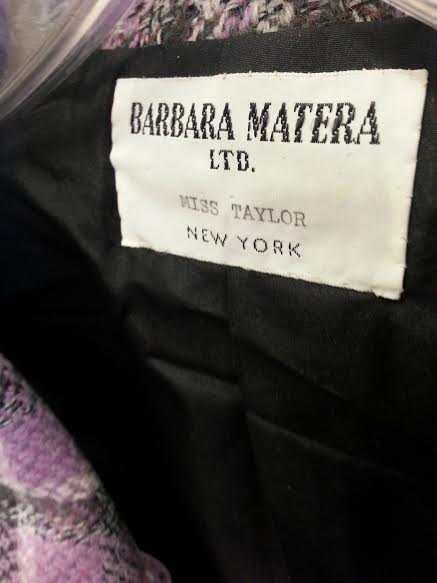 BARBARA MATERA
LTD.
MISS TAYLOR
NEW YORK